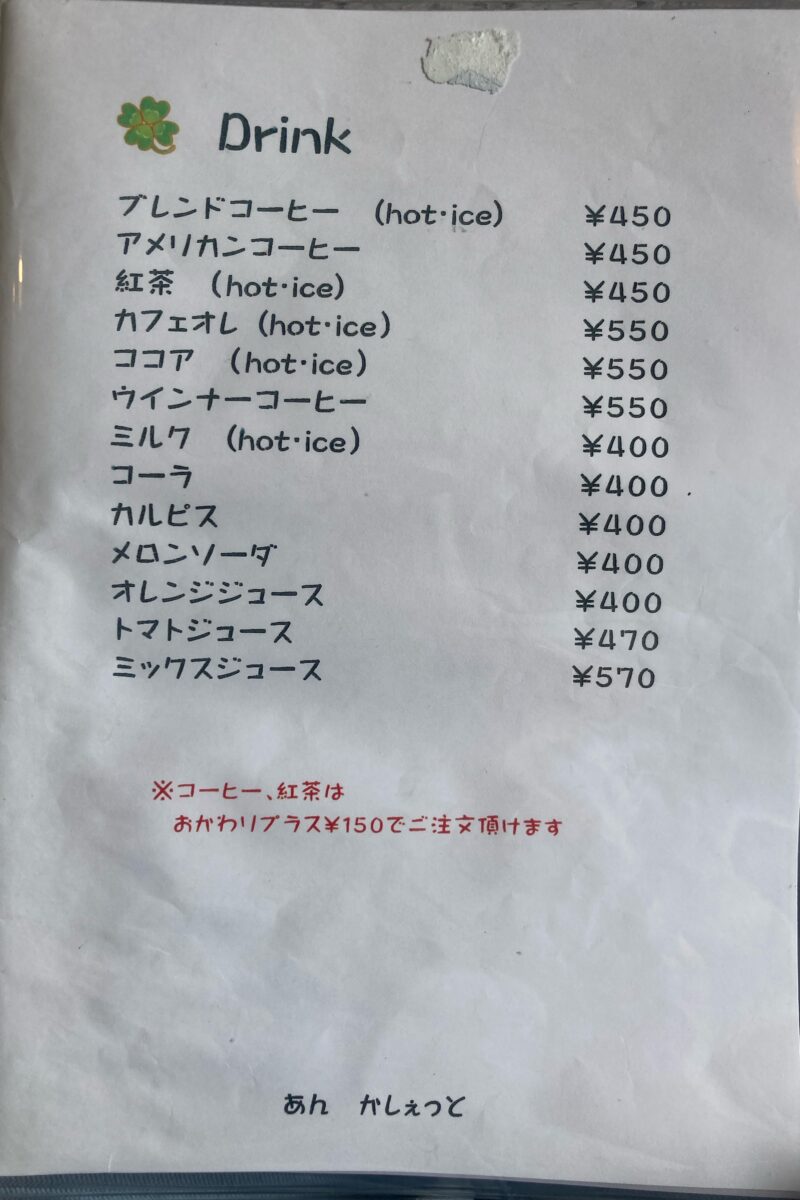 Drink
ブレンドコーヒー (hot・ice) ¥450
アメリカンコーヒー ¥450
紅茶 (hot・ice) ¥450
カフェオレ (hot・ice) ¥550
ココア (hot・ice) ¥550
ウインナーコーヒー ¥550
ミルク (hot・ice) ¥400
コーラ ¥400
カルピス ¥400
メロンソーダ ¥400
オレンジジュース ¥400
トマトジュース ¥470
ミックスジュース ¥570
※コーヒー、紅茶は
おかわりプラス¥150でご注文頂けます
あん かしぇっと